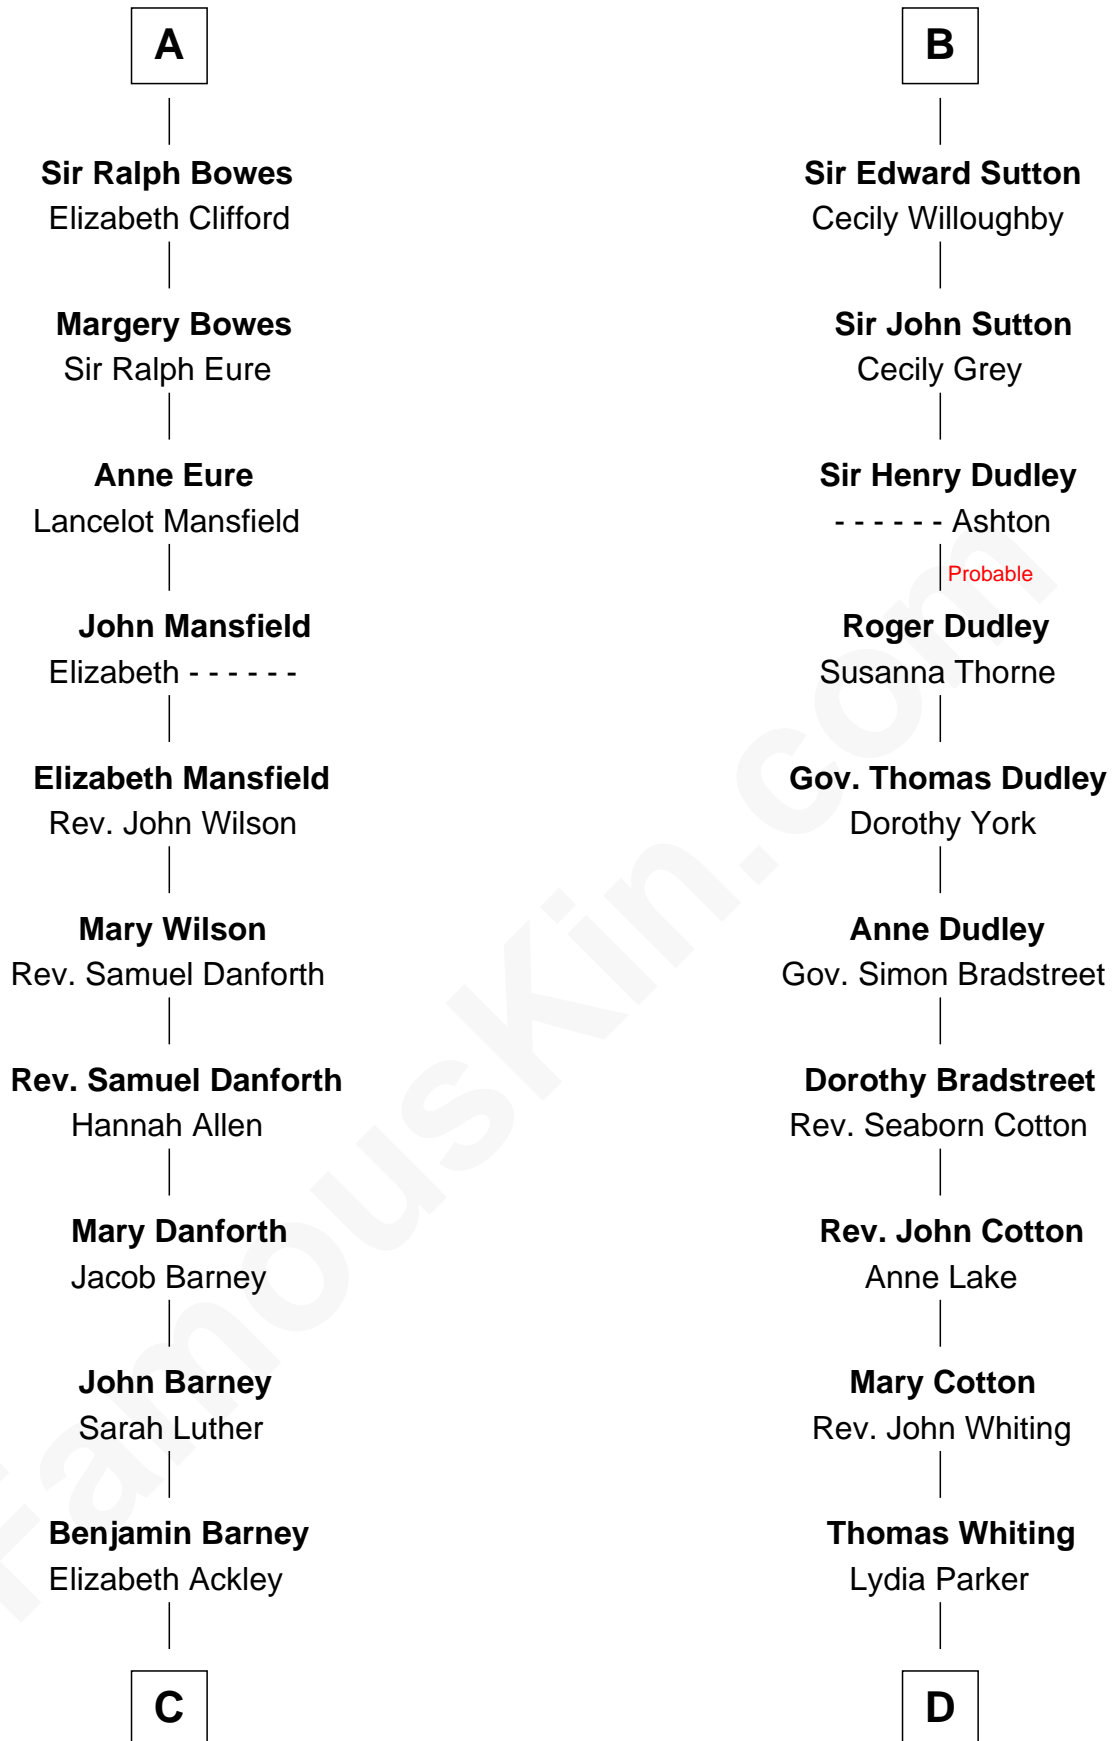 A
Sir Ralph Bowes
Elizabeth Clifford
Margery Bowes
Sir Ralph Eure
Anne Eure
Lancelot Mansfield
John Mansfield
Elizabeth - - - - - -
Elizabeth Mansfield
Rev. John Wilson
Mary Wilson
Rev. Samuel Danforth
Rev. Samuel Danforth
Hannah Allen
Mary Danforth
Jacob Barney
John Barney
Sarah Luther
Benjamin Barney
Elizabeth Ackley
C
B
Sir Edward Sutton
Cecily Willoughby
Sir John Sutton
Cecily Grey
Sir Henry Dudley
- - - - - - Ashton
Probable
Roger Dudley
Susanna Thorne
Gov. Thomas Dudley
Dorothy York
Anne Dudley
Gov. Simon Bradstreet
Dorothy Bradstreet
Rev. Seaborn Cotton
Rev. John Cotton
Anne Lake
Mary Cotton
Rev. John Whiting
Thomas Whiting
Lydia Parker
D
FamousKin.com